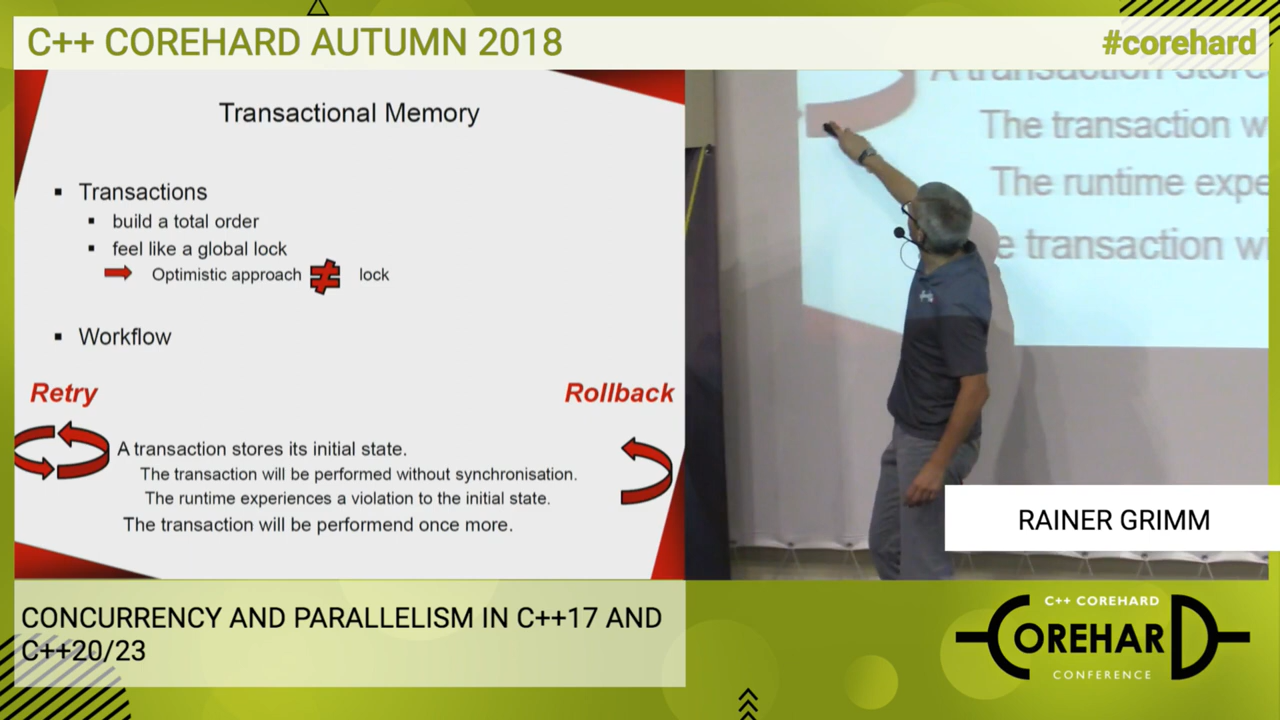 C++ COREHARD AUTUMN 2018
#corehard
Transactional Memory
Transactions
build a total order
feel like a global lock
Optimistic approach ≠ lock
Workflow
Retry
Rollback
A transaction stores its initial state.
The transaction will be performed without synchronisation.
The runtime experiences a violation to the initial state.
The transaction will be performend once more.
A transaction store
The transaction w
The runtime expe
e transaction wi
RAINER GRIMM
CONCURRENCY AND PARALLELISM IN C++17 AND
C++20/23
C++ COREHARD
COREHARD
CONFERENCE